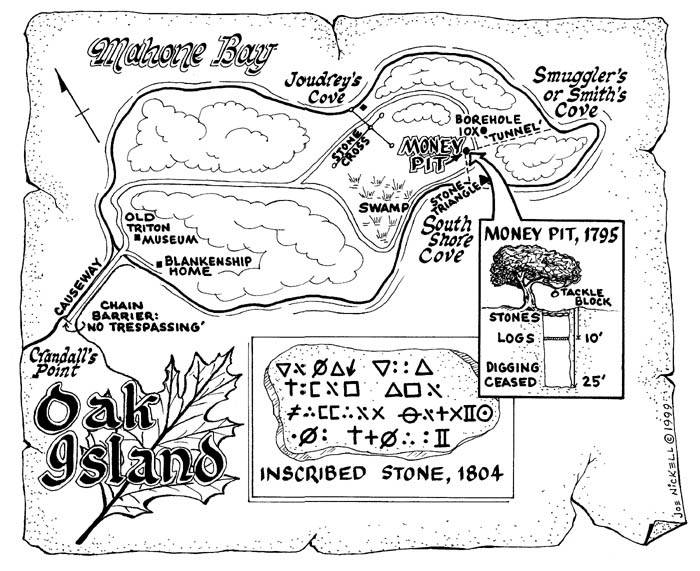 Mahone Bay
Joudrey's
Cove
Smuggler's
or Smith's
Cove
BOREHOLE
10X
'TUNNEL'
STONE
CROSS
MONEY
PIT
SWAMP
STONE
TRIANGLE
South
Shore
Cove
OLD
TRITON
MUSEUM
BLANKENSHIP
HOME
CAUSEWAY
CHAIN
BARRIER:
'NO TRESPASSING'
Crandall's
Point
MONEY PIT, 1795
TACKLE
BLOCK
STONES
LOGS
10'
DIGGING
CEASED
25'
Oak
Island
INSCRIBED STONE, 1804
JOE NICKELL © 1999